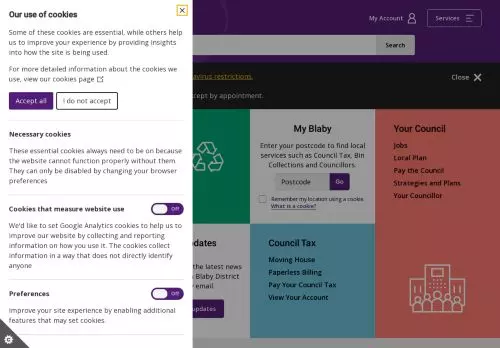 Our use of cookies
Some of these cookies are essential, while others help
us to improve your experience by providing insights
into how the site is being used.
For more detailed information about the cookies we
use, view our cookies page
Accept all
I do not accept
Necessary cookies
These essential cookies always need to be on because
the website cannot function properly without them.
They can only be disabled by changing your browser
preferences
Cookies that measure website use
Off
We'd like to set Google Analytics cookies to help us to
improve our website by collecting and reporting
information on how you use it. The cookies collect
information in a way that does not directly identify
anyone
Preferences
Off
Improve your site experience by enabling additional
features that may set cookies.
My Account
Services
Search
avirus restrictions.
Close
cept by appointment.
My Blaby
Enter your postcode to find local
services such as Council Tax, Bin
Collections and Councillors.
Postcode
Go
Remember my location using a cookie.
What is a cookie?
Your Council
Jobs
Local Plan
Pay the Council
Strategies and Plans
Your Councillor
pdates
the latest news
Blaby District
email
updates
Council Tax
Moving House
Paperless Billing
Pay Your Council Tax
View Your Account